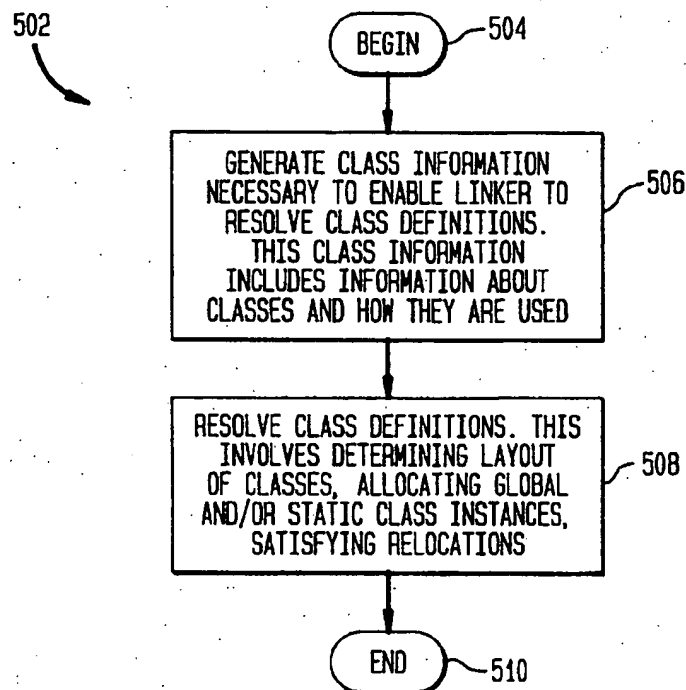 502
BEGIN
504
GENERATE CLASS INFORMATION
NECESSARY TO ENABLE LINKER TO
RESOLVE CLASS DEFINITIONS.
THIS CLASS INFORMATION
INCLUDES INFORMATION ABOUT
CLASSES AND HOW THEY ARE USED
506
RESOLVE CLASS DEFINITIONS. THIS
INVOLVES DETERMINING LAYOUT
OF CLASSES, ALLOCATING GLOBAL
AND/OR STATIC CLASS INSTANCES,
SATISFYING RELOCATIONS
508
END
510